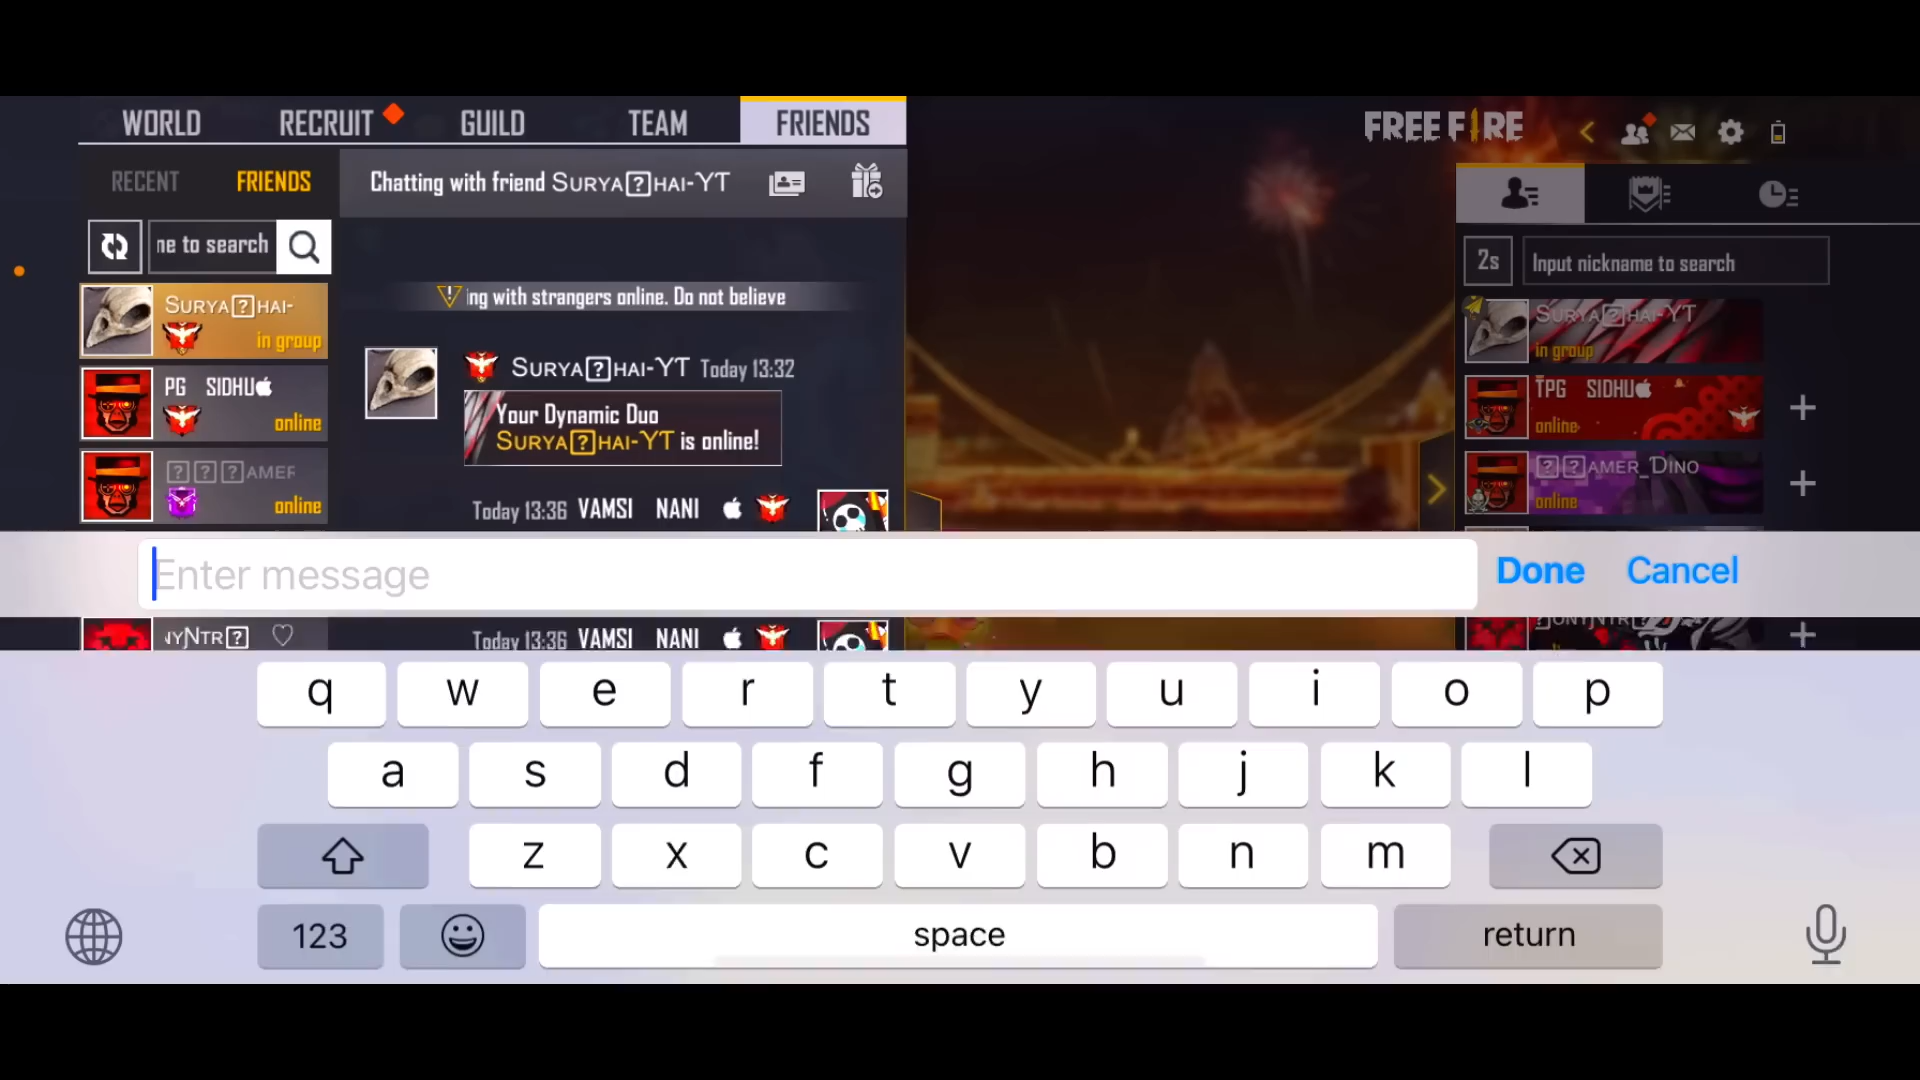 WORLD RECRUIT GUILD TEAM FRIENDS
FREE FIRE
RECENT FRIENDS
Chatting with friend SURYA?HAI-YT
ne to search
2s
Input nickname to search
SURYA?HAI-
in group
PG SIDHU
online
???AMER
online
ing with strangers online. Do not believe
SURYA?HAI-YT Today 13:32
Your Dynamic Duo
SURYA?HAI-YT is online!
Today 13:36 VAMSI NANI
SURYA?HAI-YT
in group
TPG SIDHU
online
??AMER_DINO
online
Enter message
Done Cancel
Today 13:36 VAMSI NANI
q w e r t y u i o p
a s d f g h j k l
z x c v b n m
123 space return